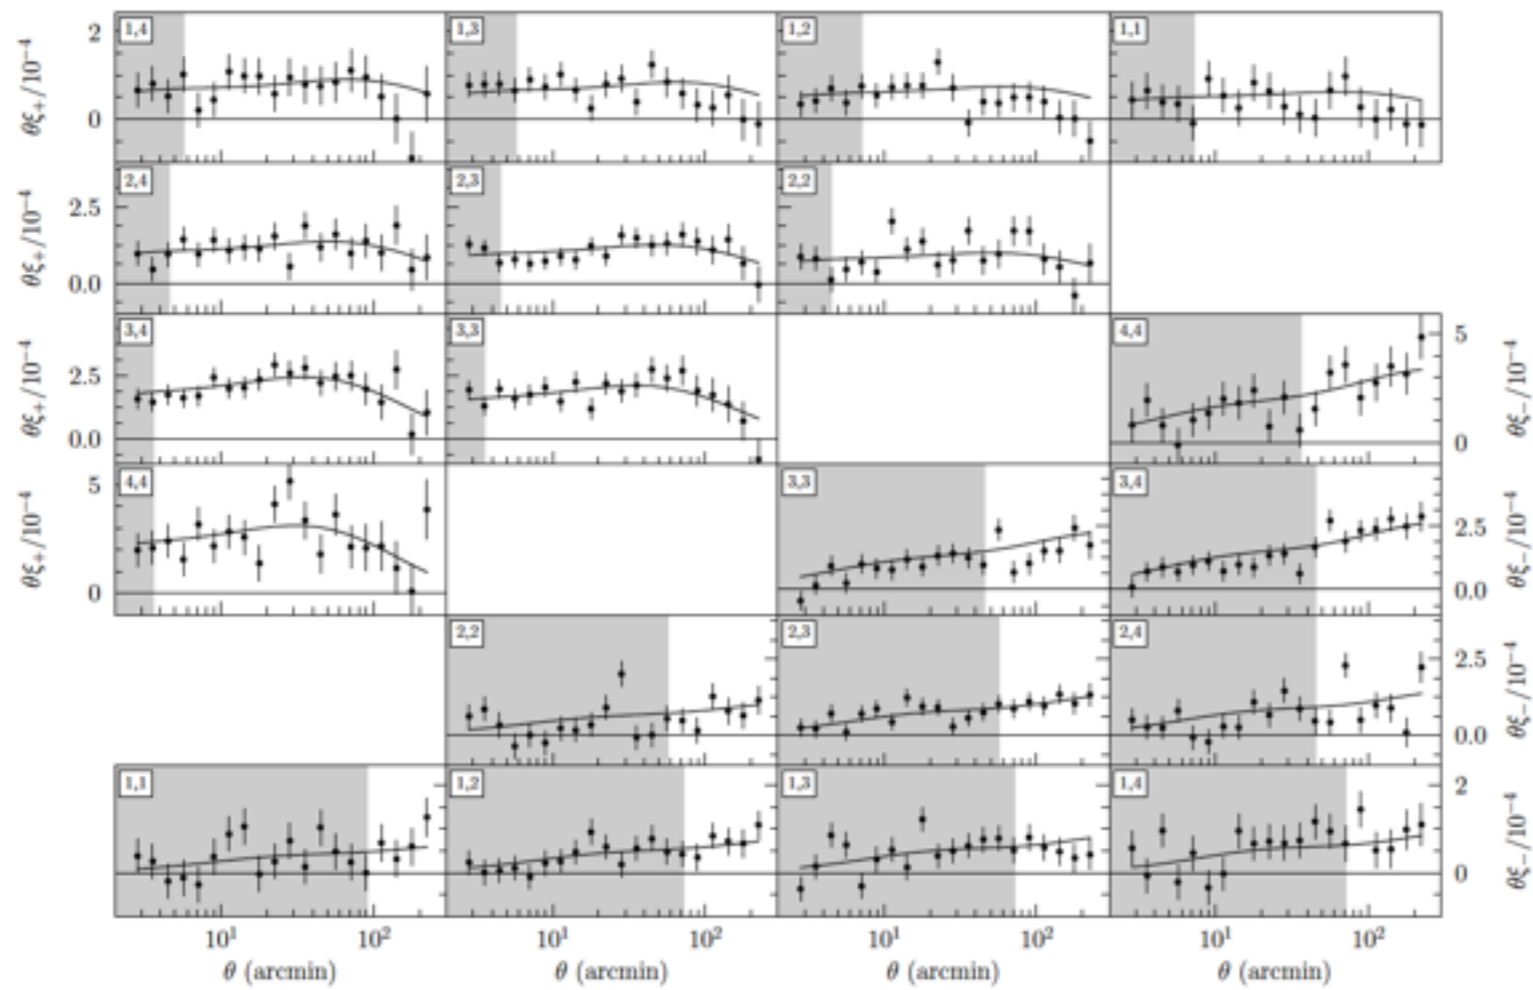 θξ₊/10⁻⁴ 2 0 1,4 1,3 1,2 1,1
θξ₊/10⁻⁴ 2.5 0.0 2,4 2,3 2,2
θξ₊/10⁻⁴ 2.5 0.0 3,4 3,3 4,4 5 0 θξ₋/10⁻⁴
θξ₊/10⁻⁴ 5 0 4,4 3,3 3,4 2.5 0.0 θξ₋/10⁻⁴
2,2 2,3 2,4 2.5 0.0 θξ₋/10⁻⁴
1,1 1,2 1,3 1,4 2 0 θξ₋/10⁻⁴
10¹ 10² 10¹ 10² 10¹ 10² 10¹ 10²
θ (arcmin) θ (arcmin) θ (arcmin) θ (arcmin)